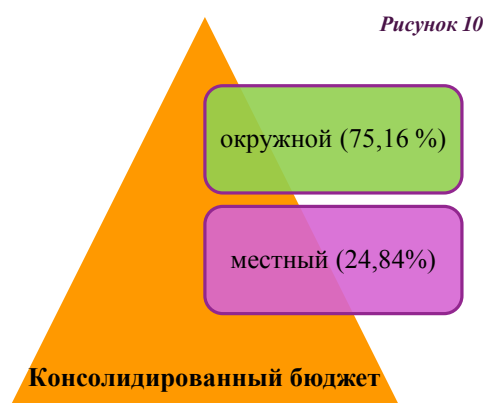 Рисунок 10
окружной (75,16 %)
местный (24,84%)
Консолидированный бюджет